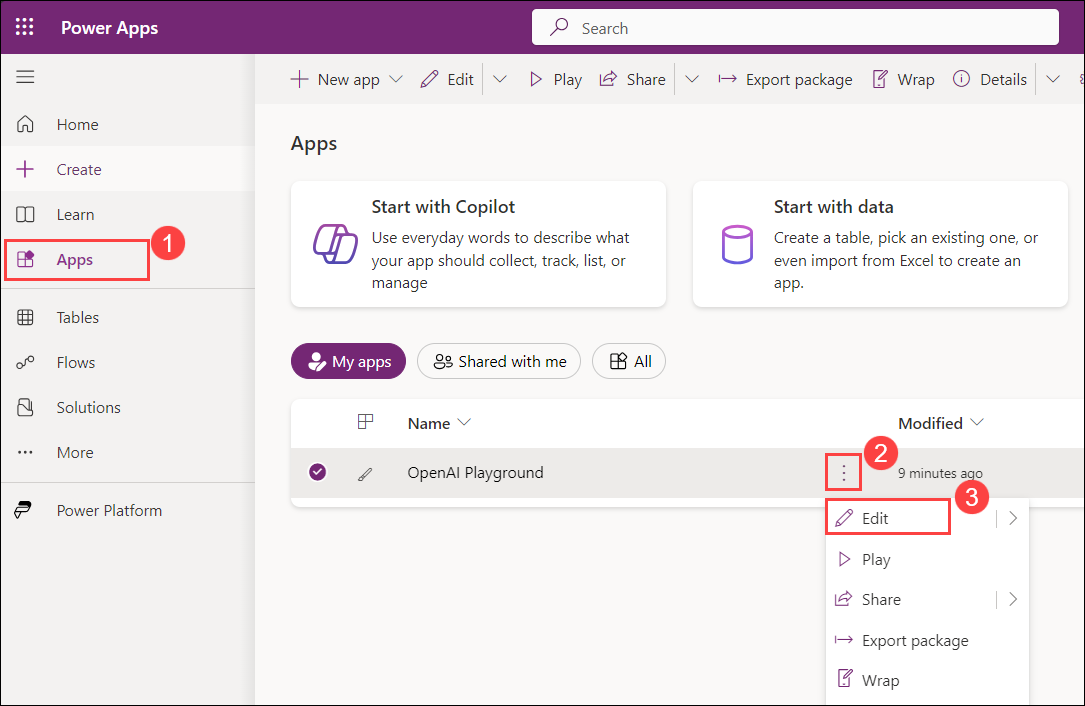 Power Apps
Search
New app
Edit
Play
Share
Export package
Wrap
Details
Home
Create
Learn
Apps
1
Tables
Flows
Solutions
More
Power Platform
Apps
Start with Copilot
Use everyday words to describe what
your app should collect, track, list, or
manage
Start with data
Create a table, pick an existing one, or
even import from Excel to create an
app.
My apps
Shared with me
All
Name
Modified
OpenAI Playground
2
9 minutes ago
3
Edit
Play
Share
Export package
Wrap